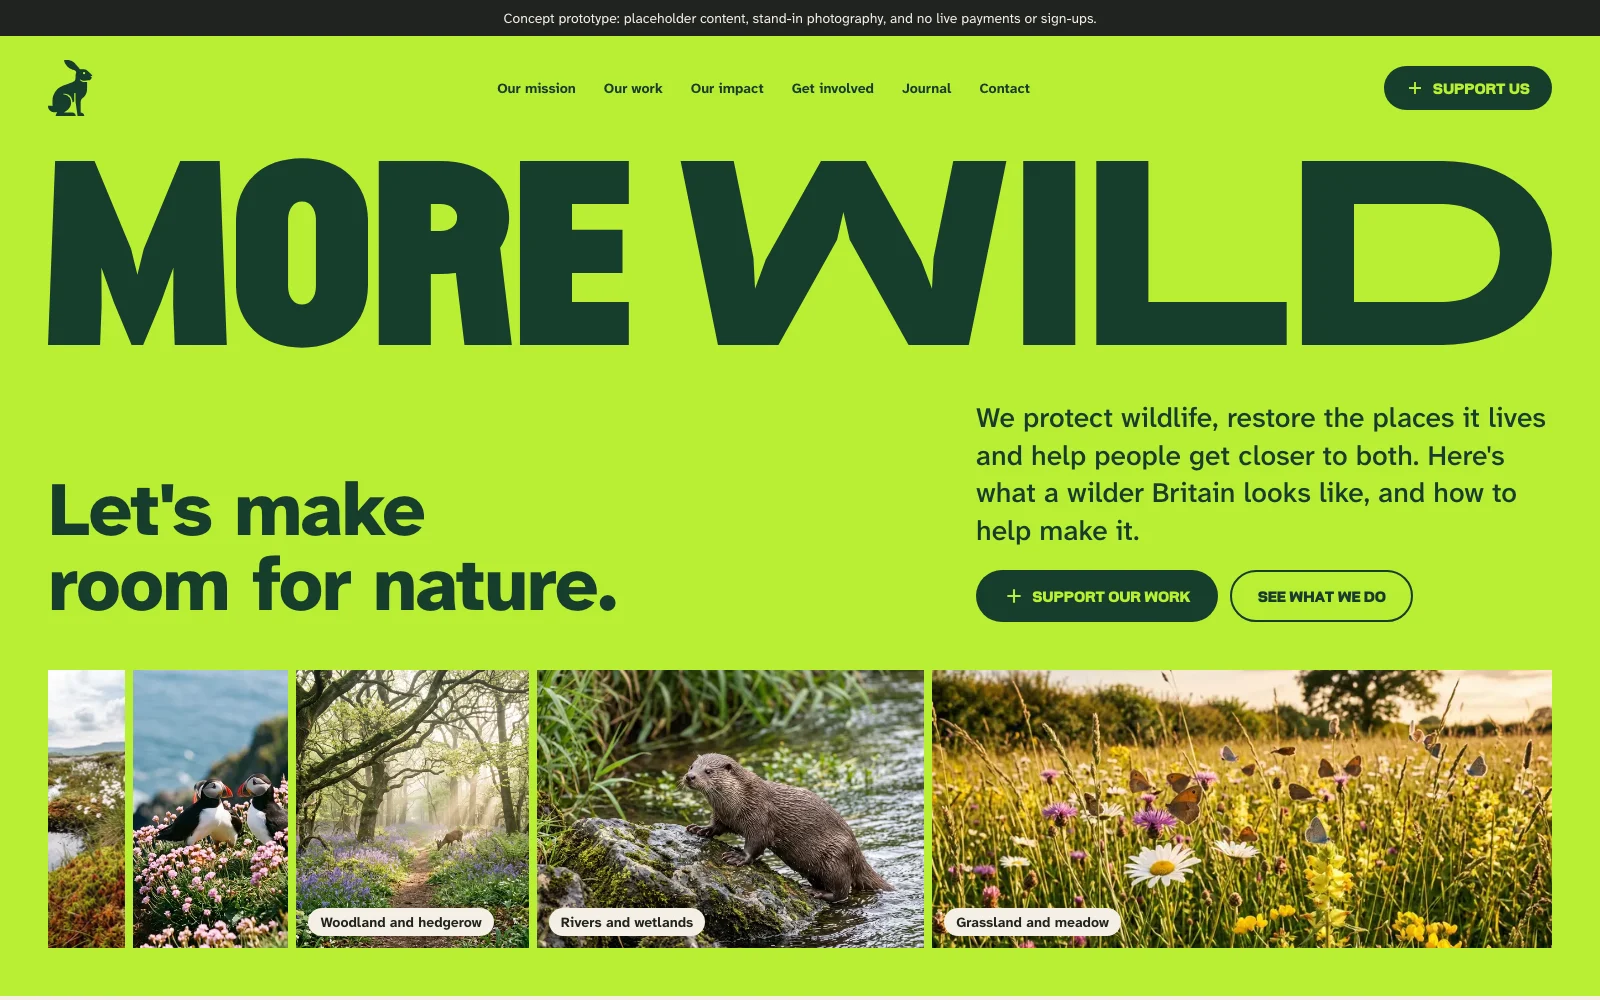 Concept prototype: placeholder content, stand-in photography, and no live payments or sign-ups.
Our mission
Our work
Our impact
Get involved
Journal
Contact
+ SUPPORT US
MORE WILD
Let's make
room for nature.
We protect wildlife, restore the places it lives
and help people get closer to both. Here's
what a wilder Britain looks like, and how to
help make it.
+ SUPPORT OUR WORK
SEE WHAT WE DO
Woodland and hedgerow
Rivers and wetlands
Grassland and meadow